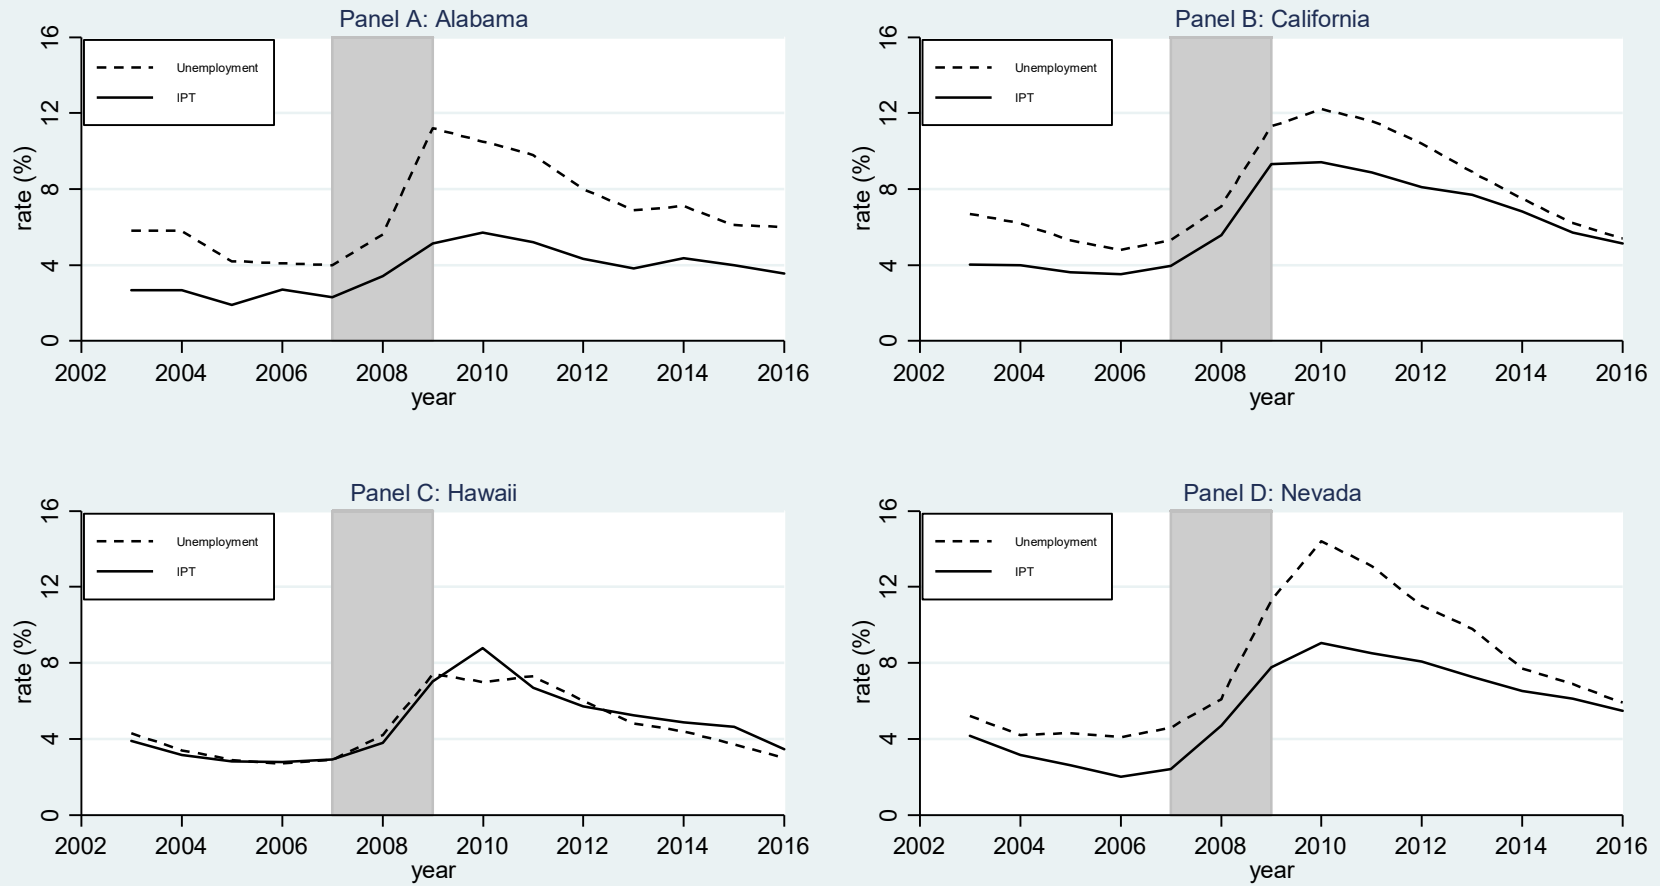 Panel A: Alabama
Unemployment
IPT
rate (%)
16
12
8
4
0
2002 2004 2006 2008 2010 2012 2014 2016
year
Panel B: California
Unemployment
IPT
rate (%)
16
12
8
4
0
2002 2004 2006 2008 2010 2012 2014 2016
year
Panel C: Hawaii
Unemployment
IPT
rate (%)
16
12
8
4
0
2002 2004 2006 2008 2010 2012 2014 2016
year
Panel D: Nevada
Unemployment
IPT
rate (%)
16
12
8
4
0
2002 2004 2006 2008 2010 2012 2014 2016
year